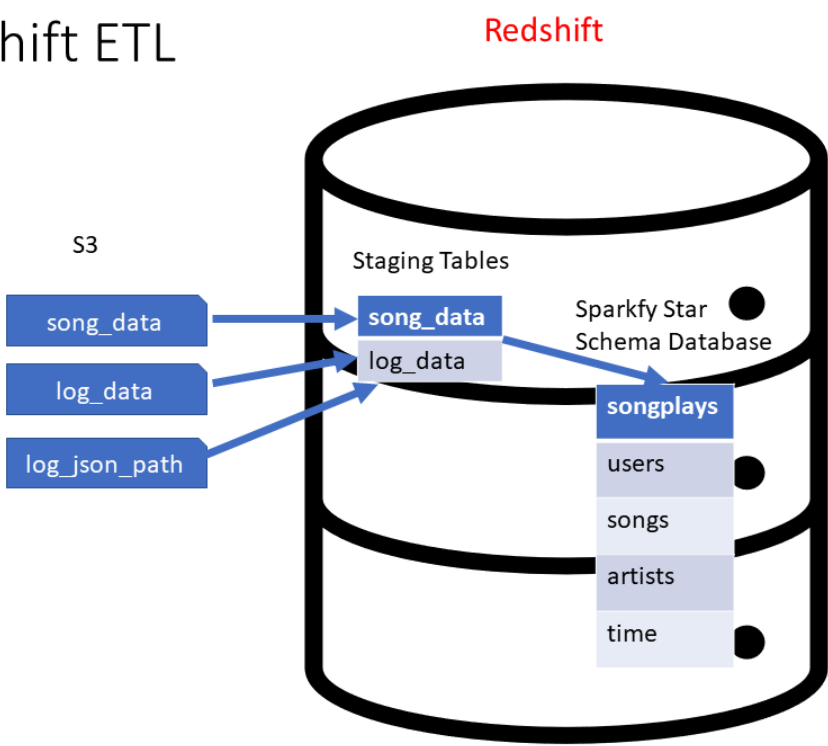 hift ETL
Redshift
S3
song_data
log_data
log_json_path
Staging Tables
song_data
log_data
Sparkfy Star
Schema Database
songplays
users
songs
artists
time